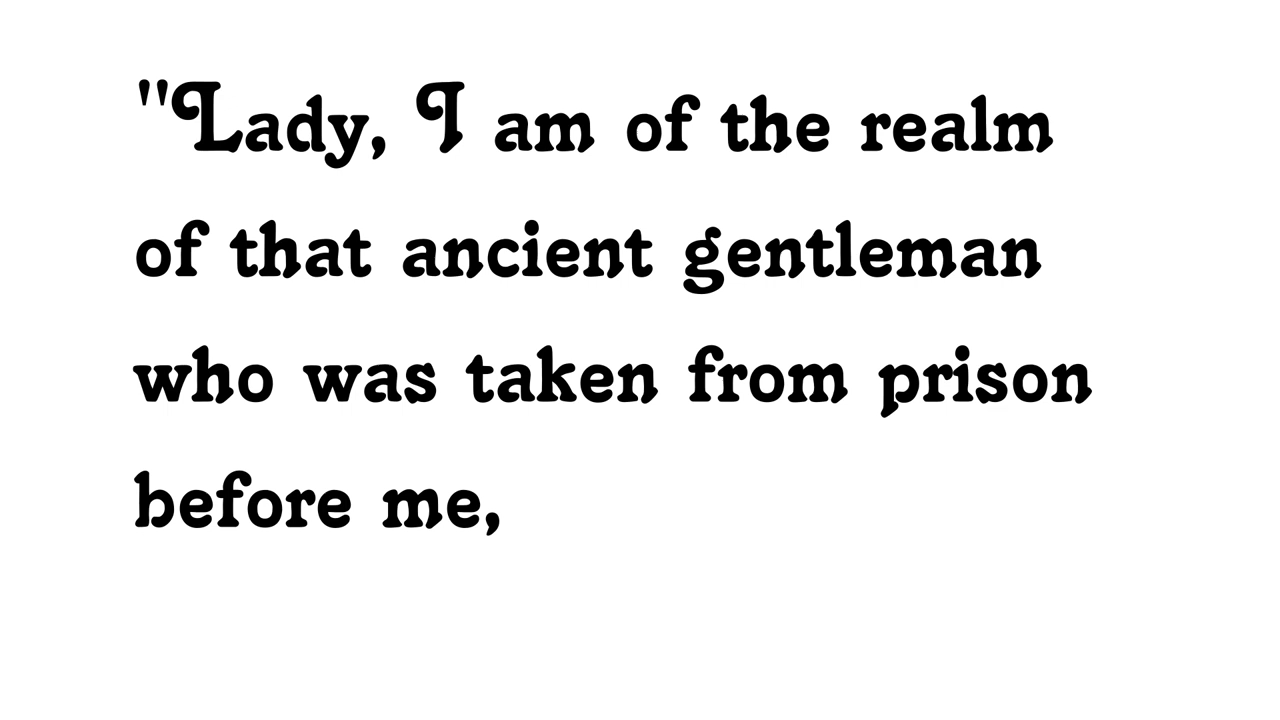 "Lady, I am of the realm
of that ancient gentleman
who was taken from prison
before me,